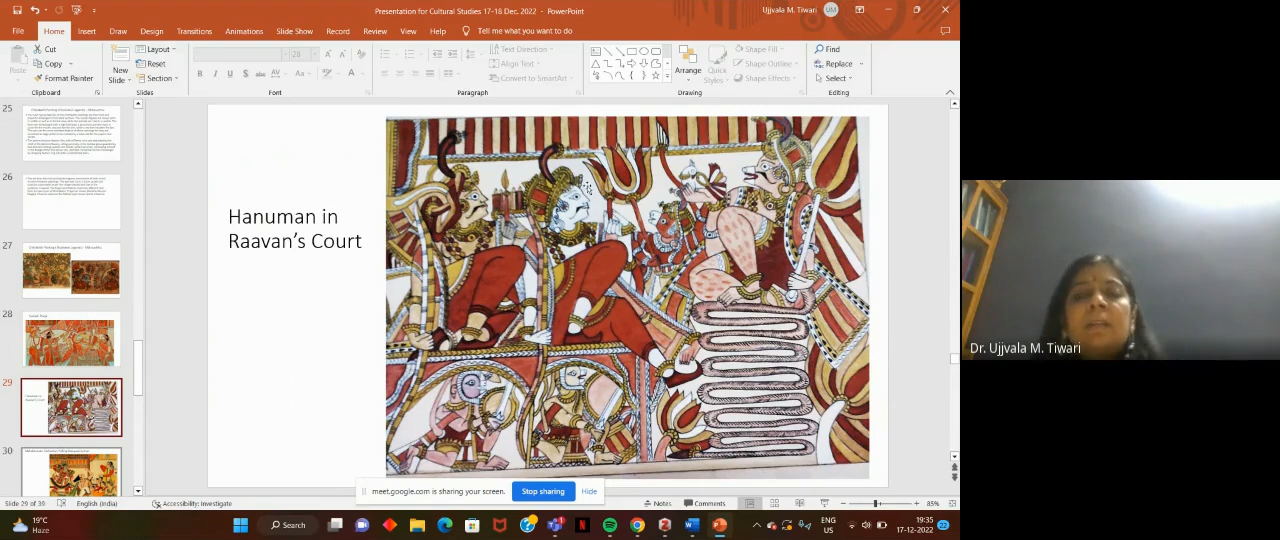 Presentation for Cultural Studies 17-18 Dec. 2022 - PowerPoint
Ujjvala M. Tiwari
UM
File
Home
Insert
Draw
Design
Transitions
Animations
Slide Show
Record
Review
View
Help
Tell me what you want to do
Paste
Cut
Copy
Format Painter
Clipboard
New
Slide
Layout
Reset
Section
Slides
28
Font
Text Direction
Align Text
Convert to SmartArt
Paragraph
Arrange
Quick
Styles
Shape Fill
Shape Outline
Shape Effects
Drawing
Find
Replace
Select
Editing
25
26
27
28
29
30
Hanuman in
Raavan's Court
Dr. Ujjvala M. Tiwari
meet.google.com is sharing your screen.
Stop sharing
Hide
Slide 29 of 39
English (India)
Accessibility: Investigate
Notes
Comments
85%
19°C
Haze
Search
ENG
US
19:35
17-12-2022